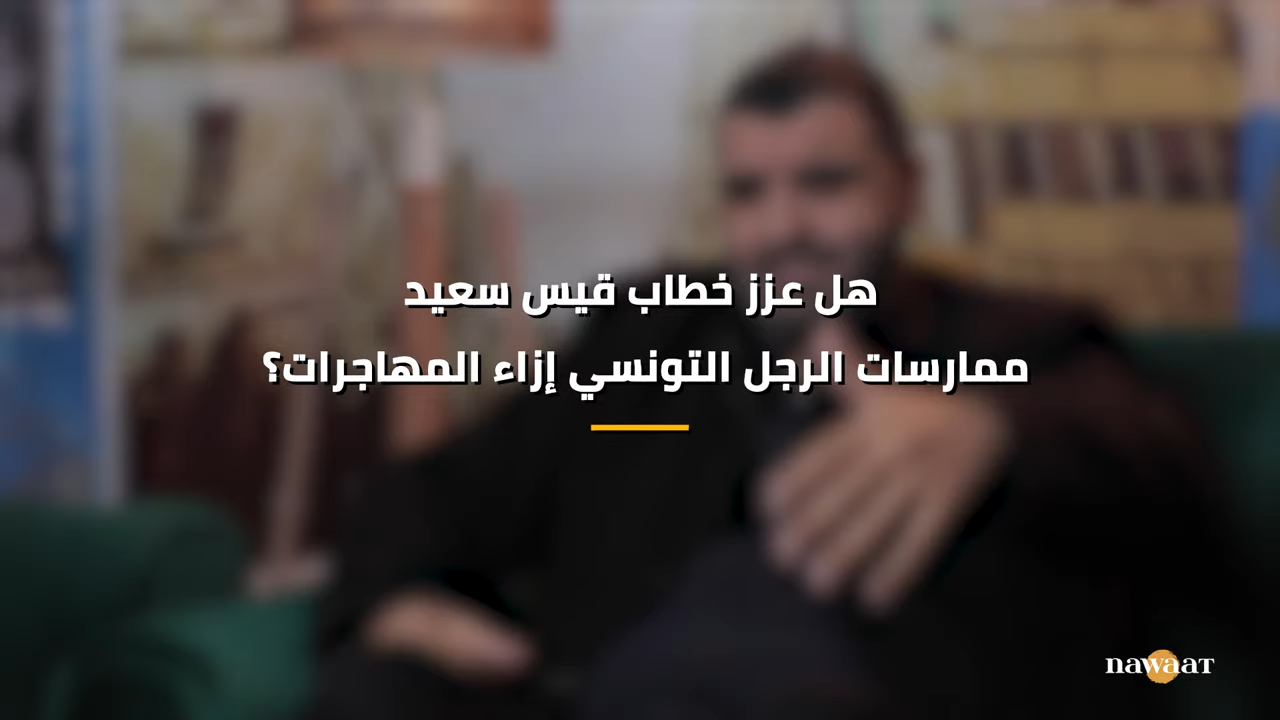 هل عزز خطاب قيس سعيد
ممارسات الرجل التونسي إزاء المهاجرات؟
nawaat